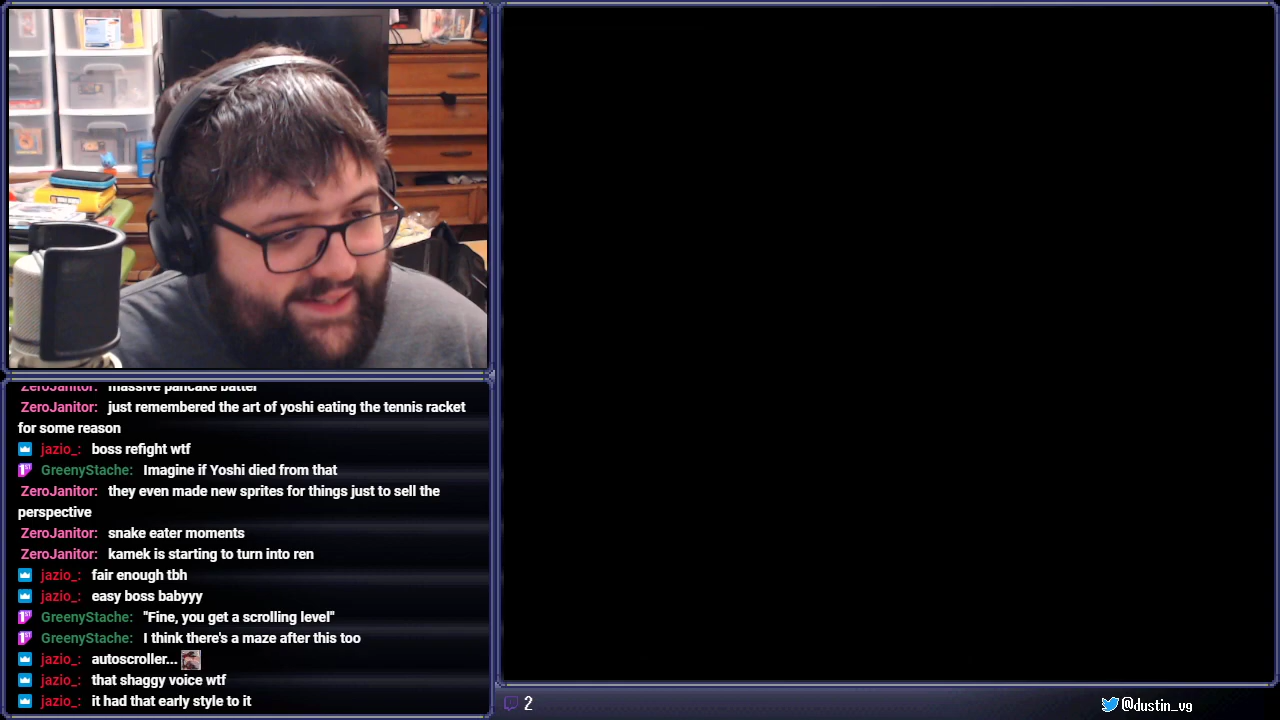 ZeroJanitor: massive pancake batter
ZeroJanitor: just remembered the art of yoshi eating the tennis racket
for some reason
jazio_: boss refight wtf
GreenyStache: Imagine if Yoshi died from that
ZeroJanitor: they even made new sprites for things just to sell the
perspective
ZeroJanitor: snake eater moments
ZeroJanitor: kamek is starting to turn into ren
jazio_: fair enough tbh
jazio_: easy boss babyyy
GreenyStache: "Fine, you get a scrolling level"
GreenyStache: I think there's a maze after this too
jazio_: autoscroller...
jazio_: that shaggy voice wtf
jazio_: it had that early style to it
2
@dustin_vg